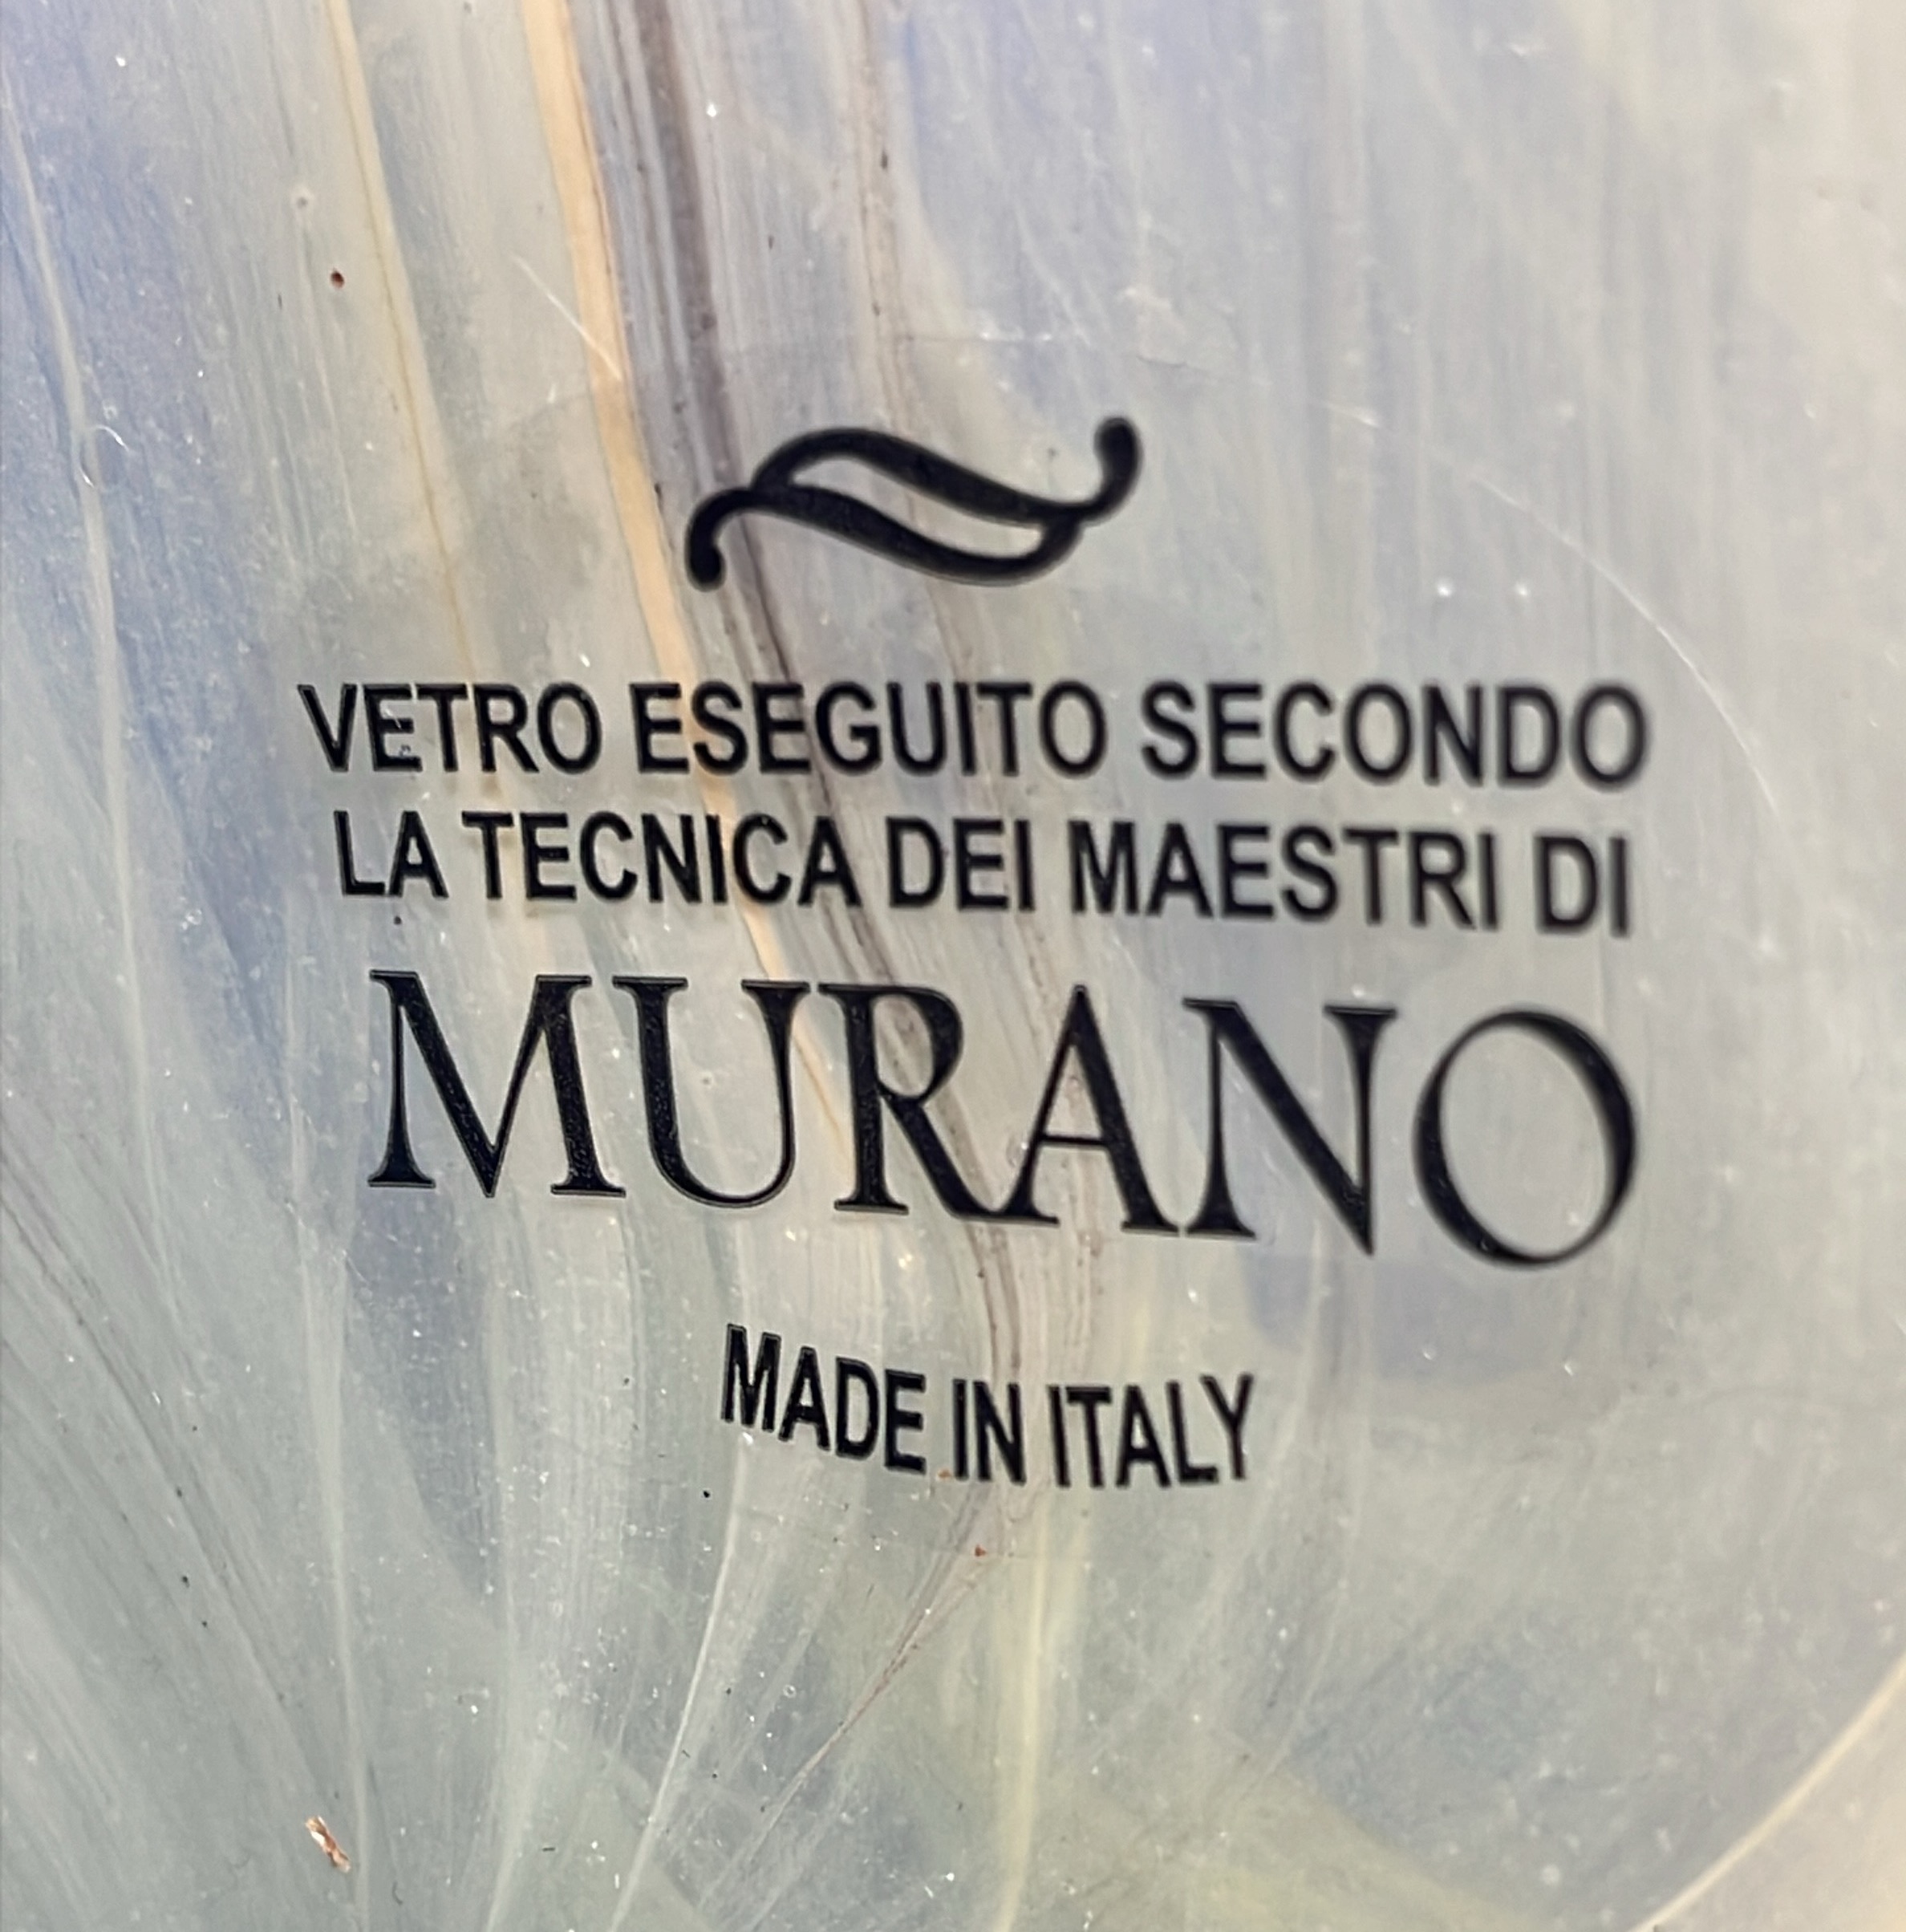 VETRO ESEGUITO SECONDO
LA TECNICA DEI MAESTRI DI
MURANO
MADE IN ITALY